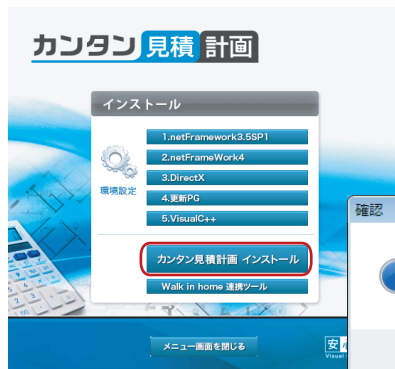 カンタン見積計画
インストール
環境設定
1.netFramework3.5SP1
2.netFrameWork4
3.DirectX
4.更新PG
5.VisualC++
カンタン見積計画 インストール
Walk in home 連携ツール
メニュー画面を閉じる
安
Visual
確認